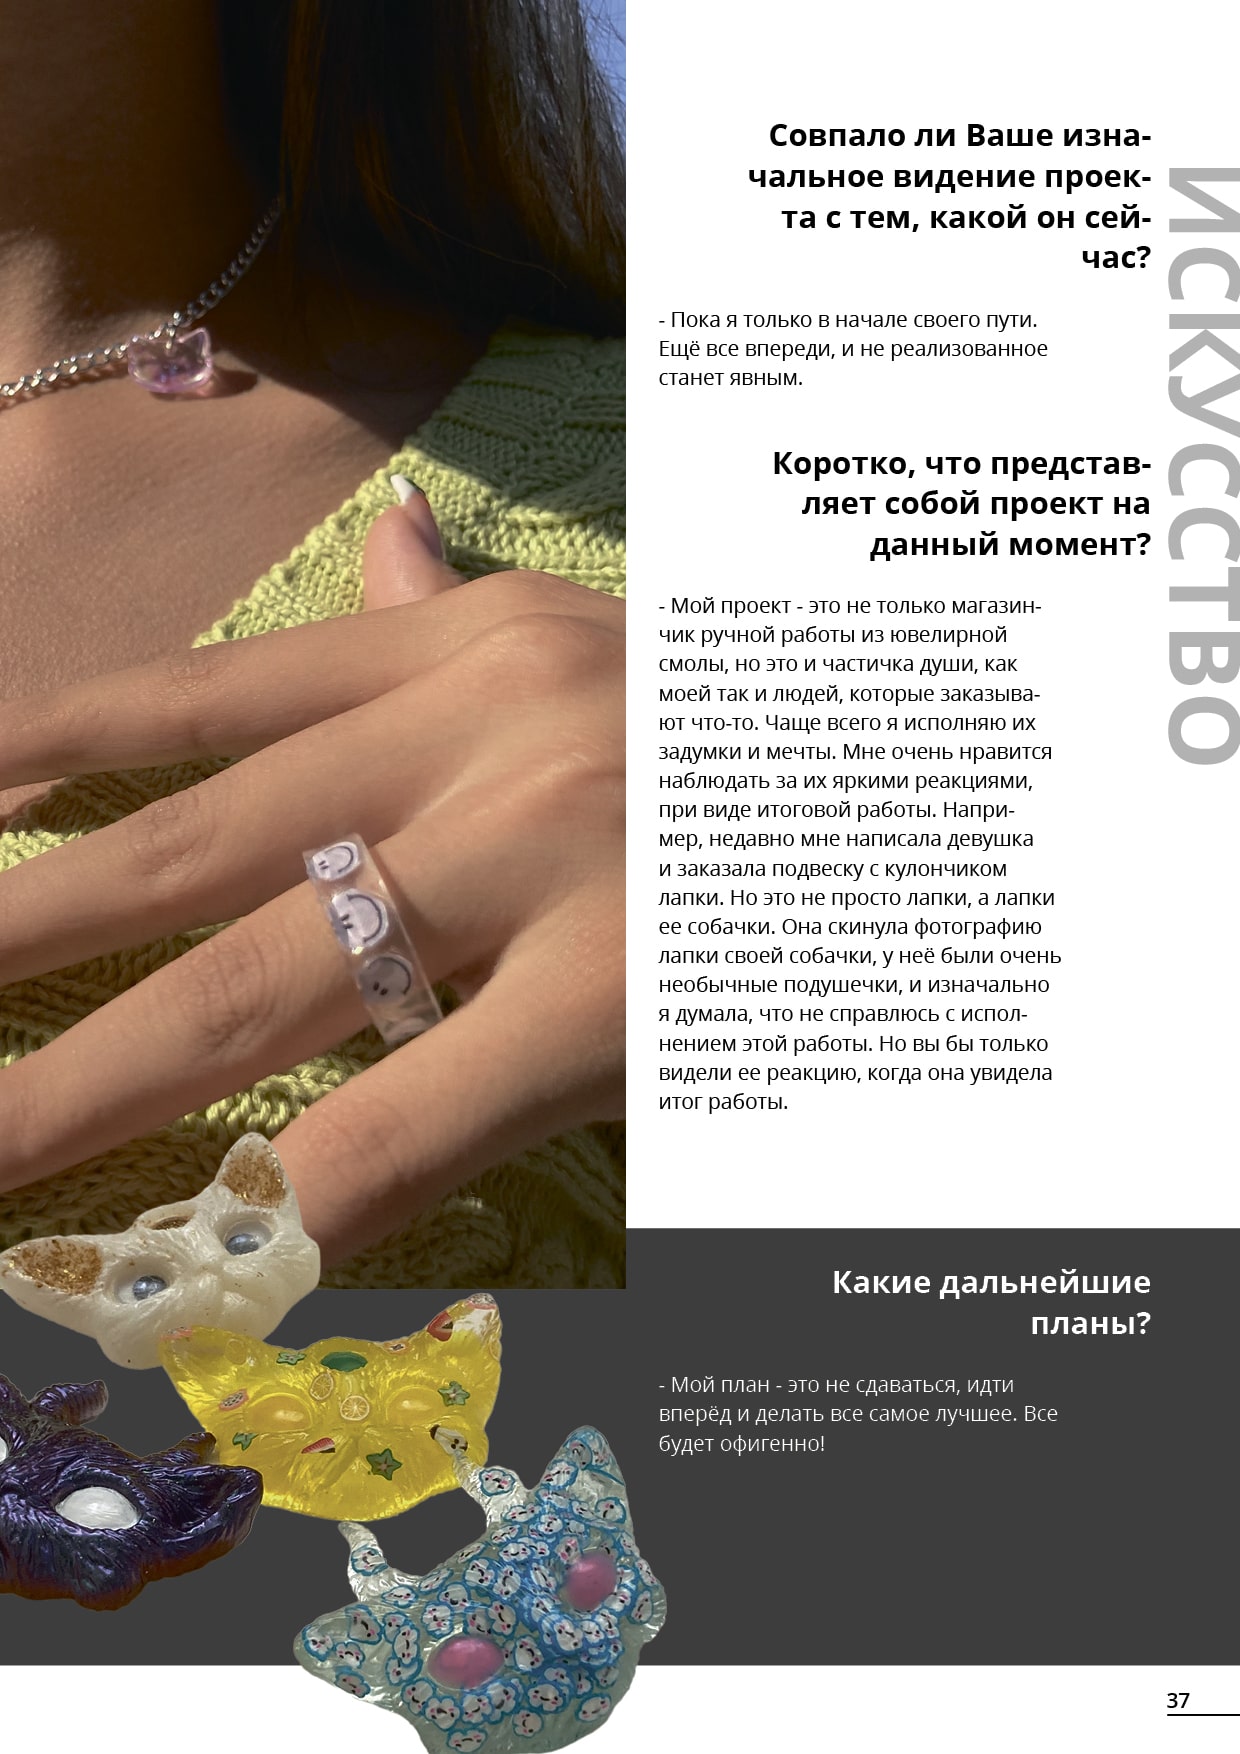 Совпало ли Ваше изна-
чальное видение проек-
та с тем, какой он сей-
час?
- Пока я только в начале своего пути.
Ещё все впереди, и не реализованное
станет явным.
Коротко, что представ-
ляет собой проект на
данный момент?
- Мой проект - это не только магазин-
чик ручной работы из ювелирной
смолы, но это и частичка души, как
моей так и людей, которые заказыва-
ют что-то. Чаще всего я исполняю их
задумки и мечты. Мне очень нравится
наблюдать за их яркими реакциями,
при виде итоговой работы. Напри-
мер, недавно мне написала девушка
и заказала подвеску с кулончиком
лапки. Но это не просто лапки, а лапки
ее собачки. Она скинула фотографию
лапки своей собачки, у неё были очень
необычные подушечки, и изначально
я думала, что не справлюсь с испол-
нением этой работы. Но вы бы только
видели ее реакцию, когда она увидела
итог работы.
Какие дальнейшие
планы?
- Мой план - это не сдаваться, идти
вперёд и делать все самое лучшее. Все
будет офигенно!
искусство
37